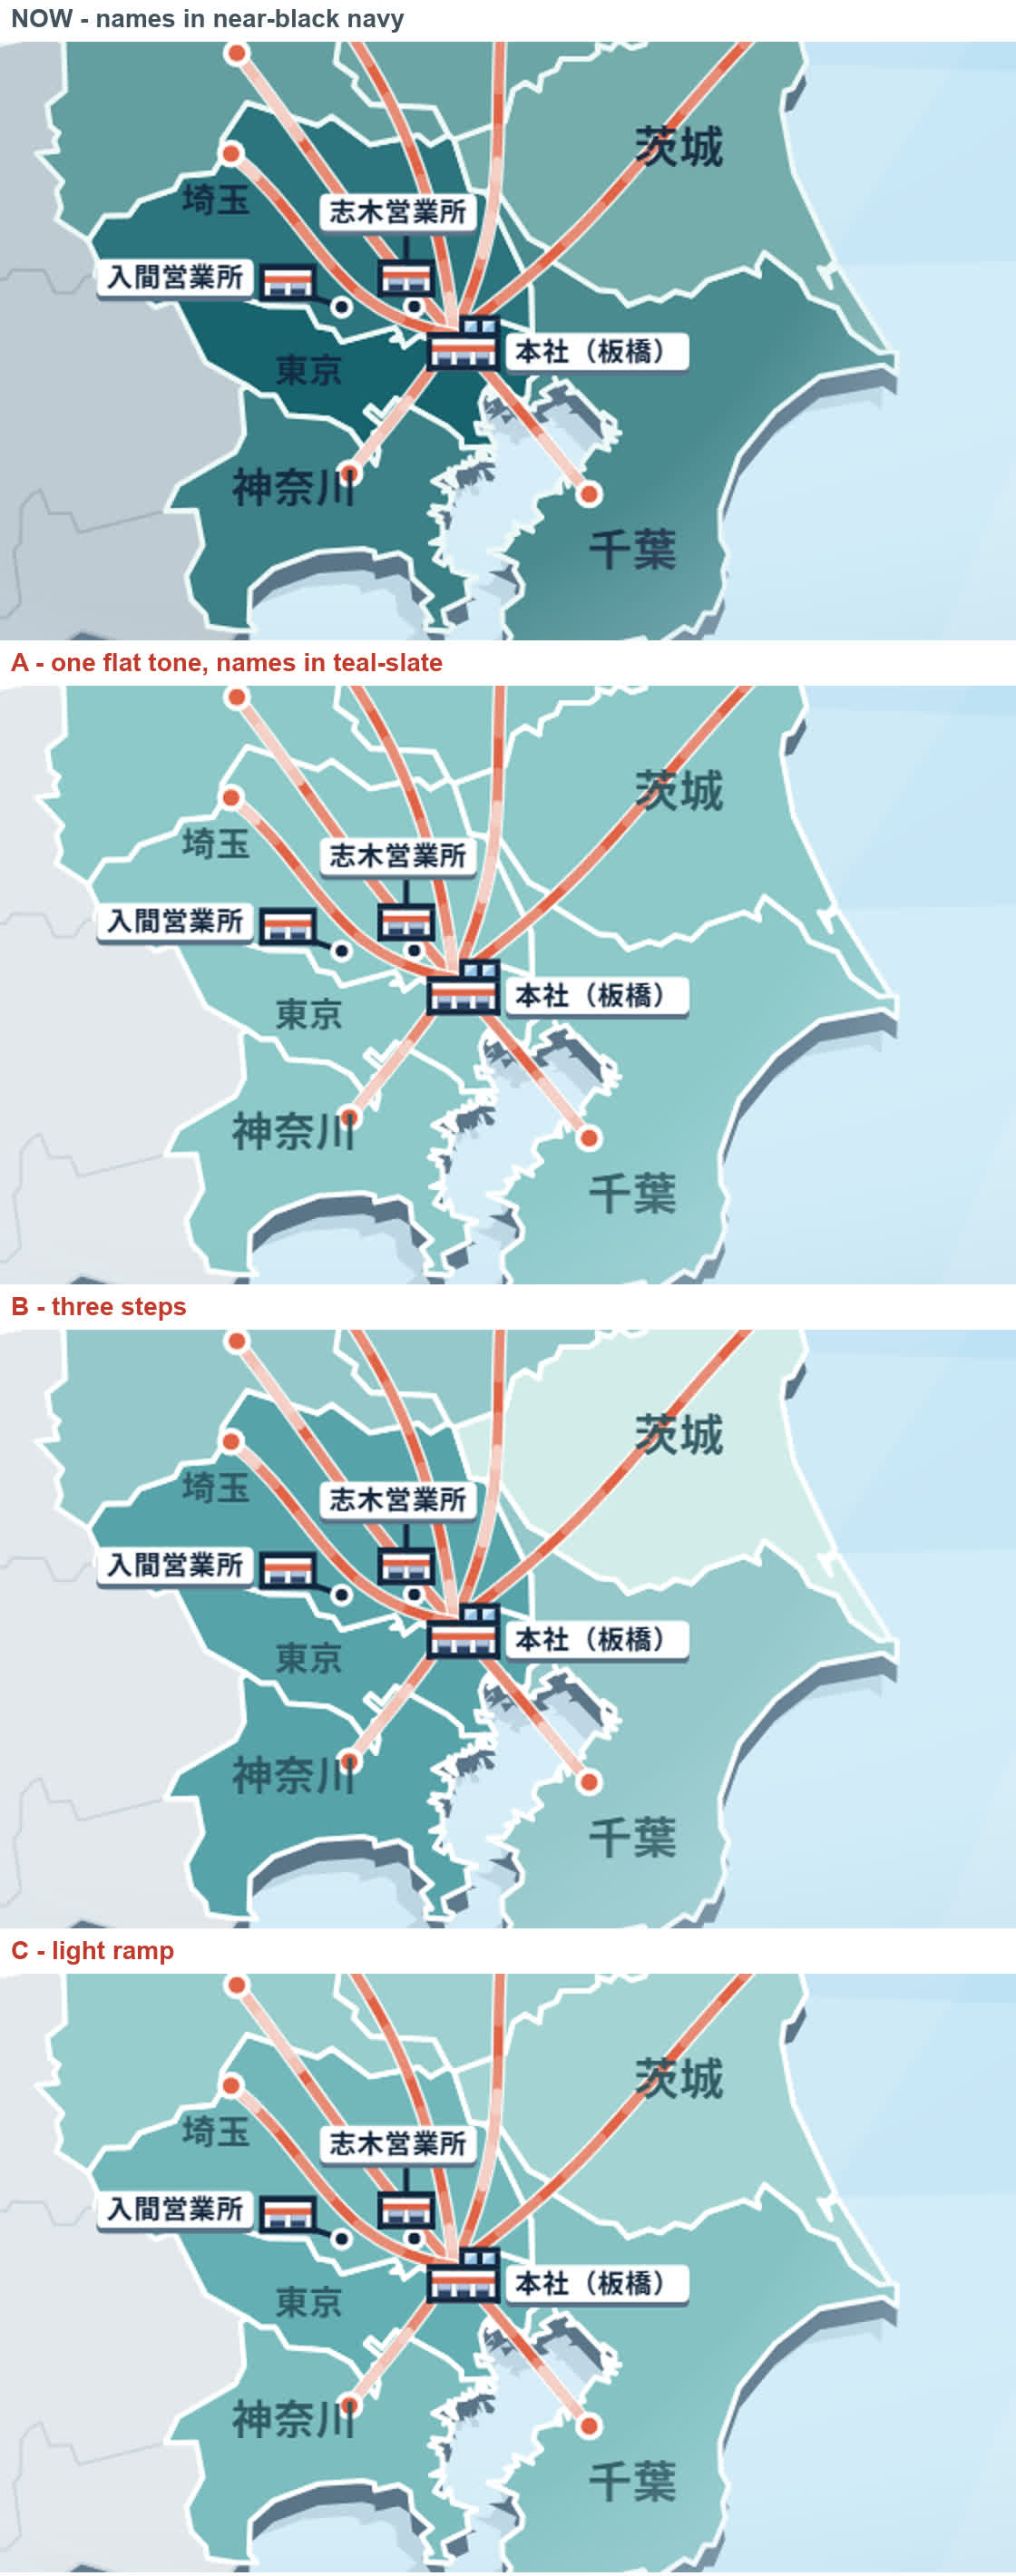 NOW - names in near-black navy
茨城
埼玉
志木営業所
入間営業所
本社（板橋）
東京
神奈川
千葉
A - one flat tone, names in teal-slate
茨城
埼玉
志木営業所
入間営業所
本社（板橋）
東京
神奈川
千葉
B - three steps
茨城
埼玉
志木営業所
入間営業所
本社（板橋）
東京
神奈川
千葉
C - light ramp
茨城
埼玉
志木営業所
入間営業所
本社（板橋）
東京
神奈川
千葉